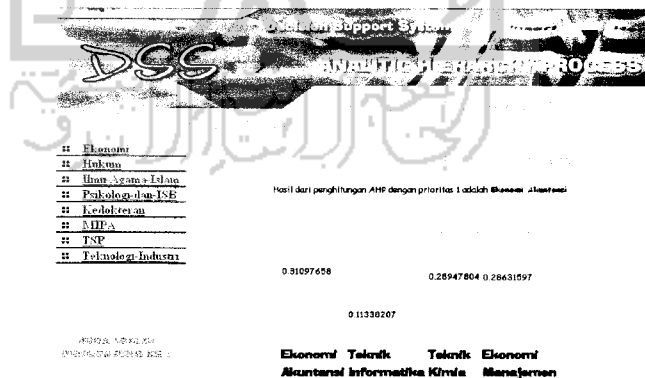 Decision Support System
DSS
ANALITIC HIERARCHY PROCESS
Ekonomi
Hukum
Ilmu-Agama-Islam
Psikologi-dan-ISB
Kedokteran
MIPA
TSP
Teknologi-Industri
Hasil dari penghitungan AHP dengan prioritas 1 adalah Ekonomi Akuntansi
0.31097658 0.28947804 0.28631597
0.11338207
Ekonomi Teknik Teknik Ekonomi
Akuntansi Informatika Kimia Manajemen